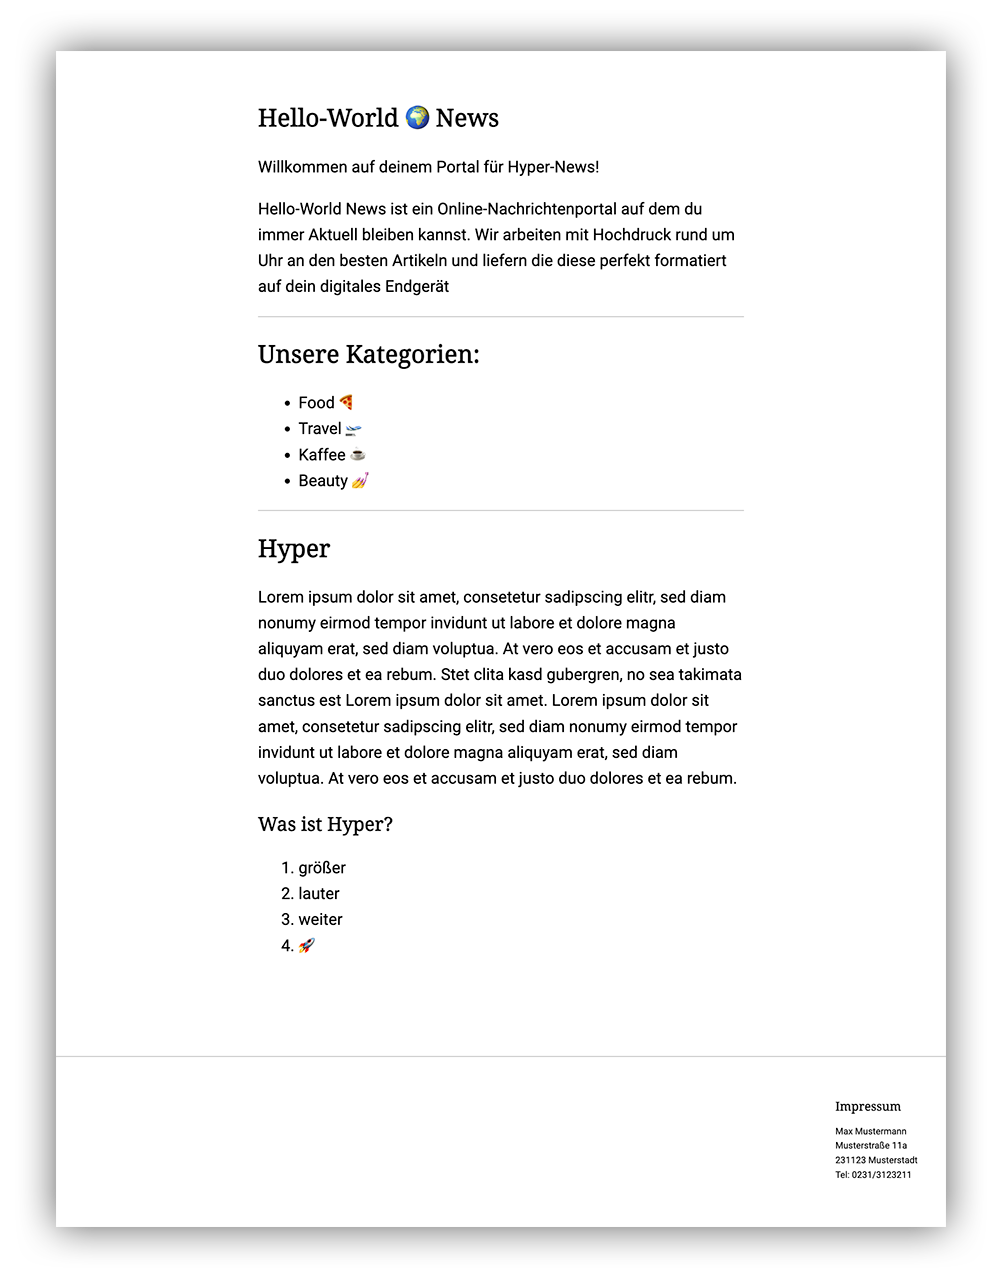 Hello-World 🌍 News
Willkommen auf deinem Portal für Hyper-News!
Hello-World News ist ein Online-Nachrichtenportal auf dem du
immer Aktuell bleiben kannst. Wir arbeiten mit Hochdruck rund um
Uhr an den besten Artikeln und liefern die diese perfekt formatiert
auf dein digitales Endgerät
Unsere Kategorien:
• Food 🍕
• Travel 🛫
• Kaffee ☕
• Beauty 💅
Hyper
Lorem ipsum dolor sit amet, consetetur sadipscing elitr, sed diam
nonumy eirmod tempor invidunt ut labore et dolore magna
aliquyam erat, sed diam voluptua. At vero eos et accusam et justo
duo dolores et ea rebum. Stet clita kasd gubergren, no sea takimata
sanctus est Lorem ipsum dolor sit amet. Lorem ipsum dolor sit
amet, consetetur sadipscing elitr, sed diam nonumy eirmod tempor
invidunt ut labore et dolore magna aliquyam erat, sed diam
voluptua. At vero eos et accusam et justo duo dolores et ea rebum.
Was ist Hyper?
1. größer
2. lauter
3. weiter
4. 🚀
Impressum
Max Mustermann
Musterstraße 11a
231123 Musterstadt
Tel: 0231/3123211